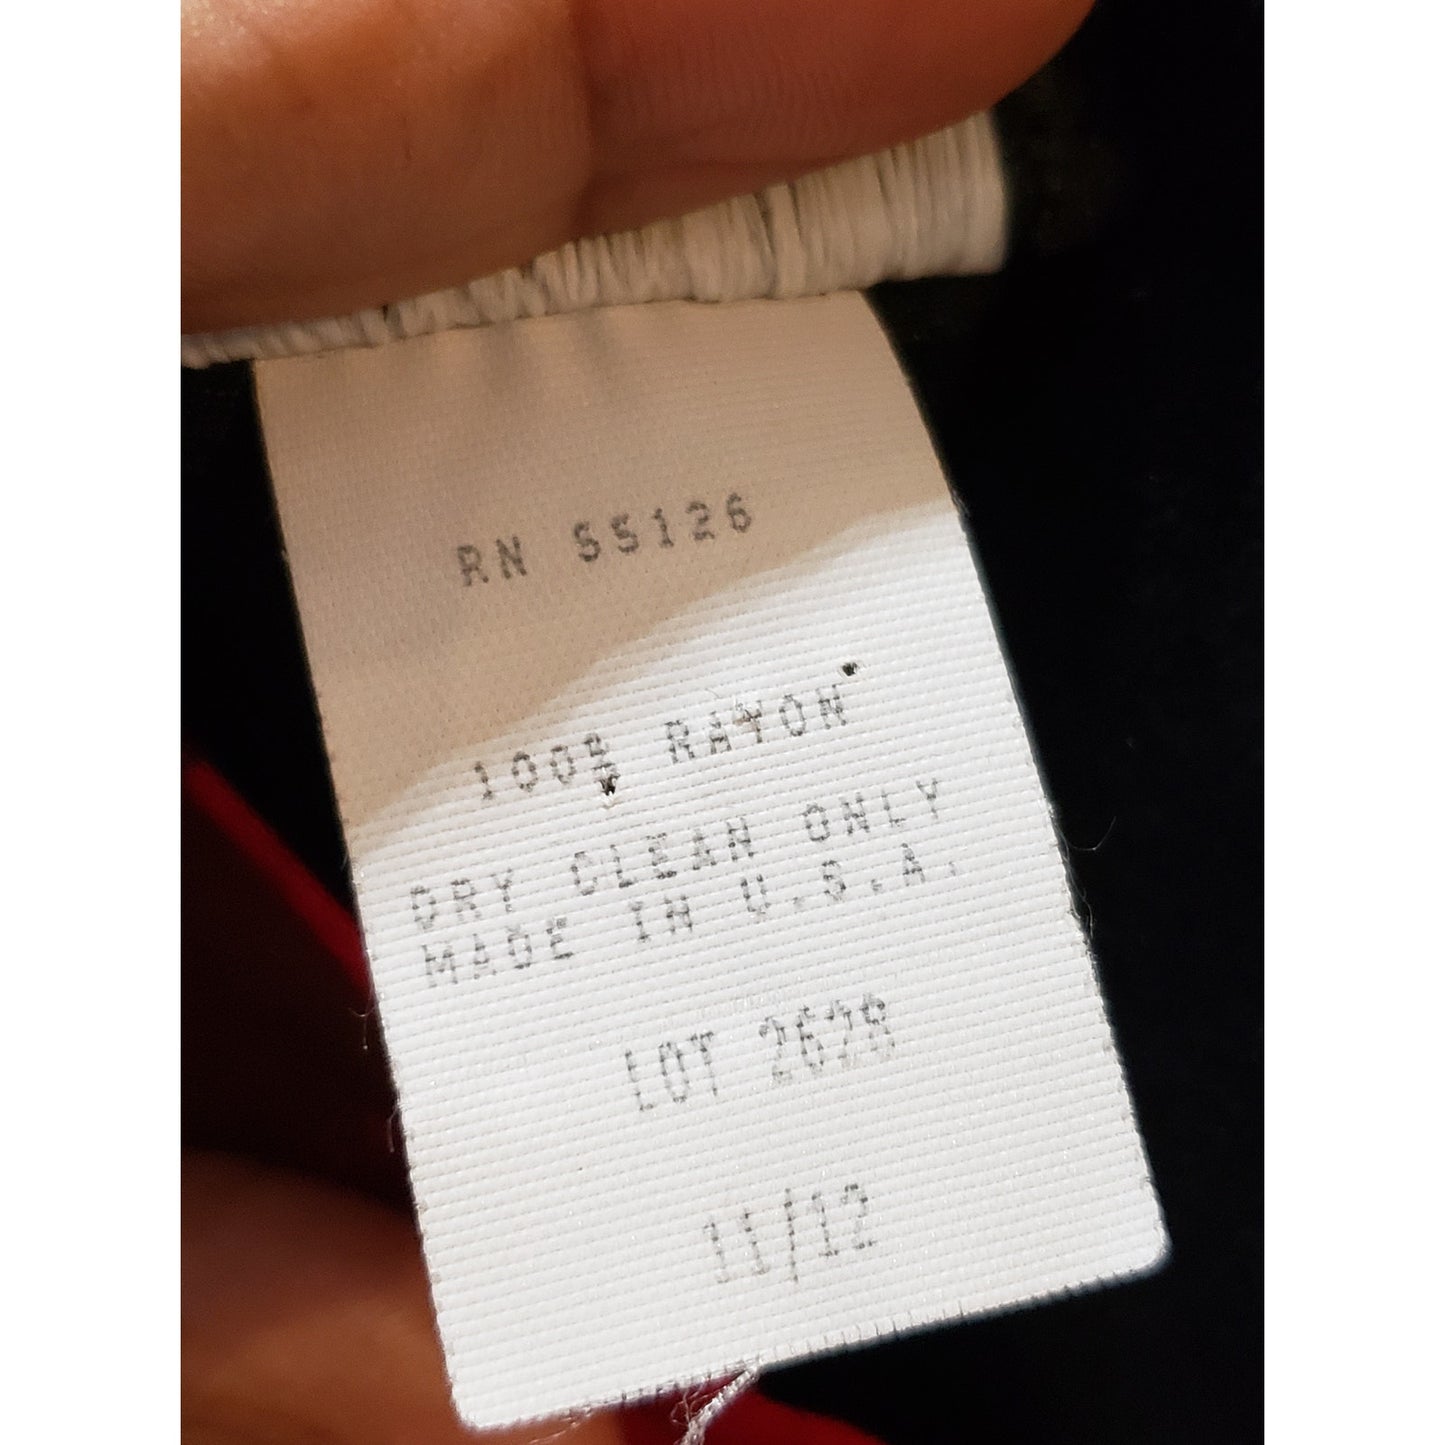 RN 55126
100% RAYON
DRY CLEAN ONLY
MADE IN U.S.A.
LOT 2628
11/12